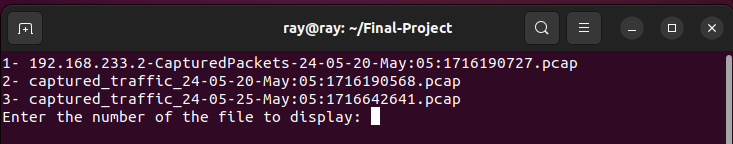 ray@ray: ~/Final-Project
1- 192.168.233.2-CapturedPackets-24-05-20-May:05:1716190727.pcap
2- captured_traffic_24-05-20-May:05:1716190568.pcap
3- captured_traffic_24-05-25-May:05:1716642641.pcap
Enter the number of the file to display: